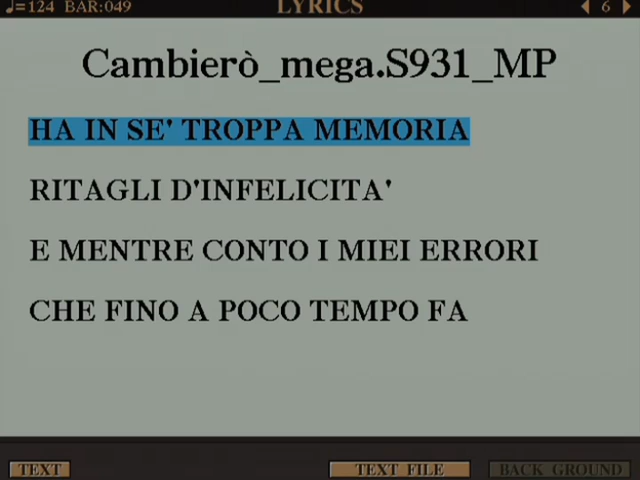 ♩=124 BAR:049
LYRICS
6
Cambierò_mega.S931_MP
HA IN SE' TROPPA MEMORIA
RITAGLI D'INFELICITA'
E MENTRE CONTO I MIEI ERRORI
CHE FINO A POCO TEMPO FA
TEXT
TEXT FILE
BACK GROUND